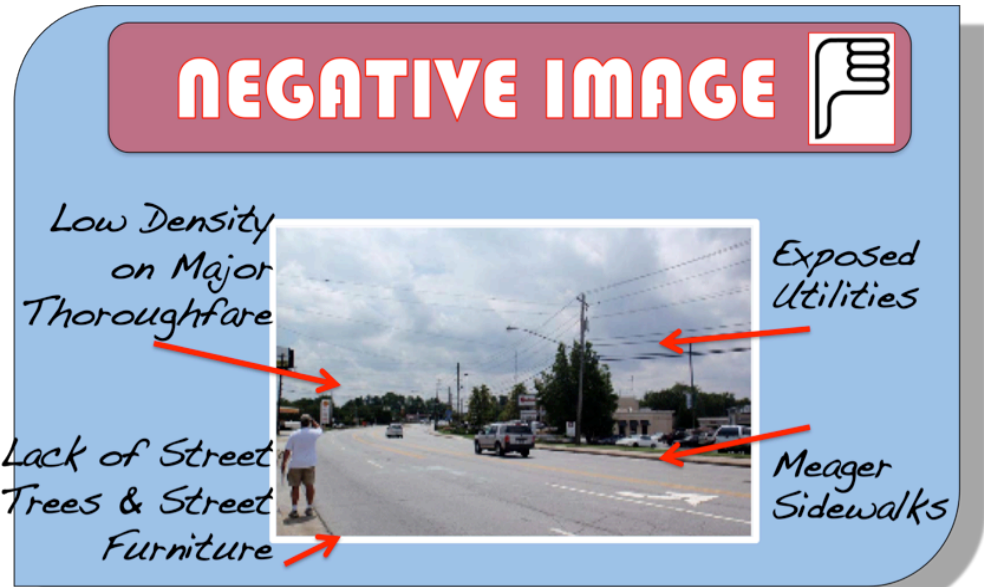 NEGATIVE IMAGE
Low Density
on Major
Thoroughfare
Exposed
Utilities
Lack of Street
Trees & Street
Furniture
Meager
Sidewalks